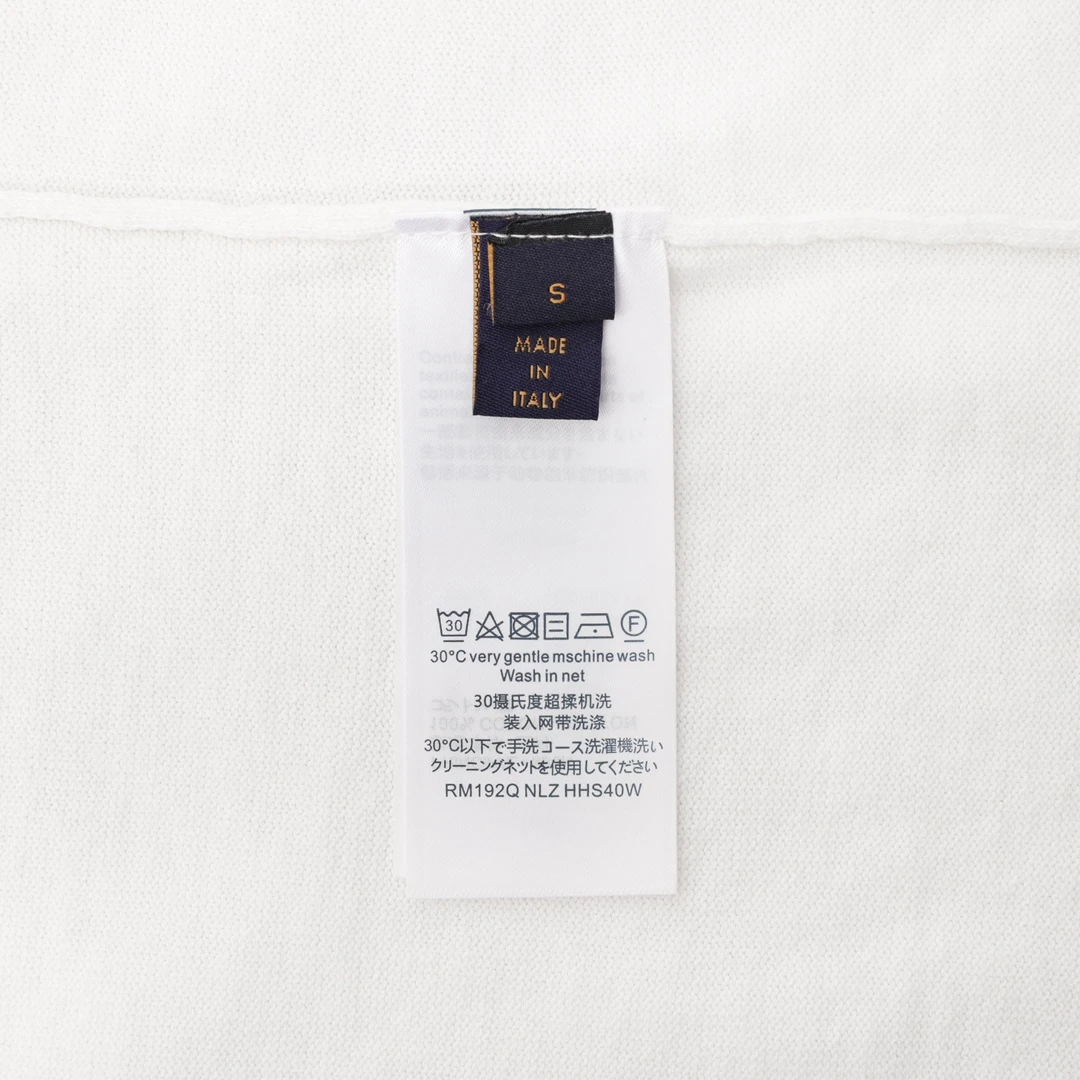 S
MADE
IN
ITALY
30
F
30°C very gentle mschine wash
Wash in net
30摄氏度超揉机洗
装入网带洗涤
30°C以下で手洗コース洗濯機洗い
クリーニングネットを使用してください
RM192Q NLZ HHS40W